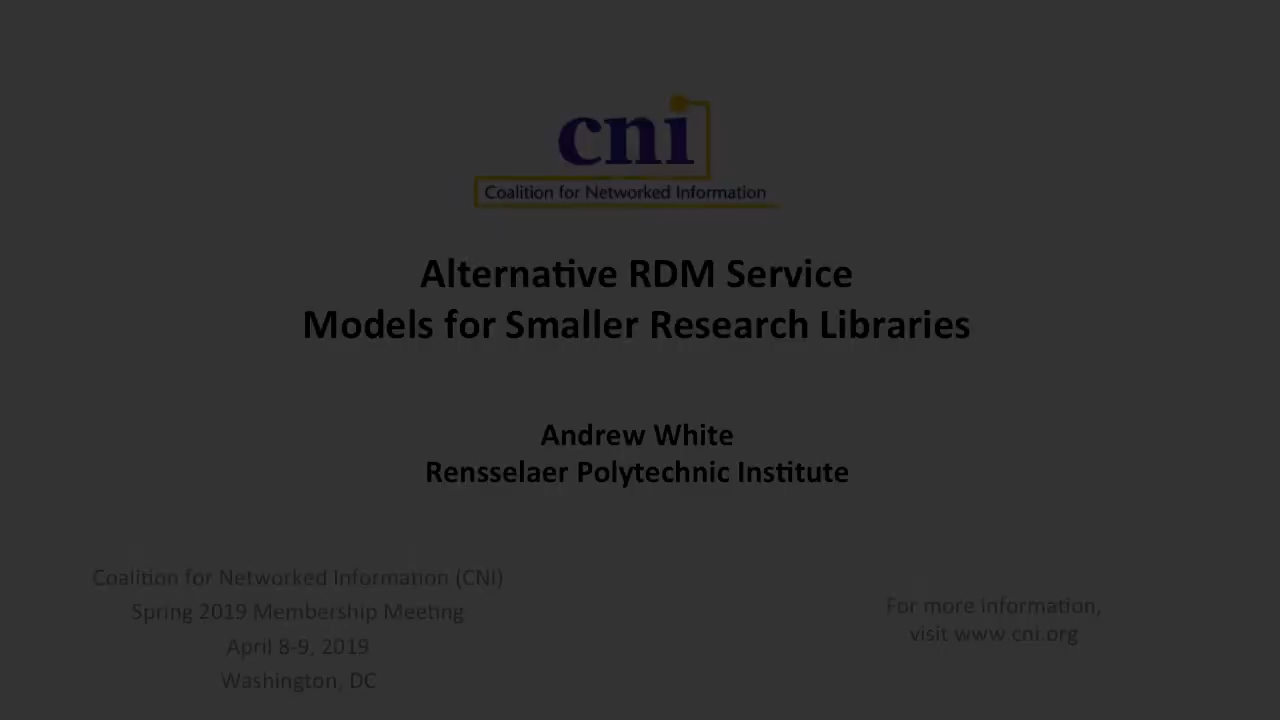 cni
Coalition for Networked Information
Alternative RDM Service
Models for Smaller Research Libraries
Andrew White
Rensselaer Polytechnic Institute
Coalition for Networked Information (CNI)
Spring 2019 Membership Meeting
April 8-9, 2019
Washington, DC
For more information,
visit www.cni.org